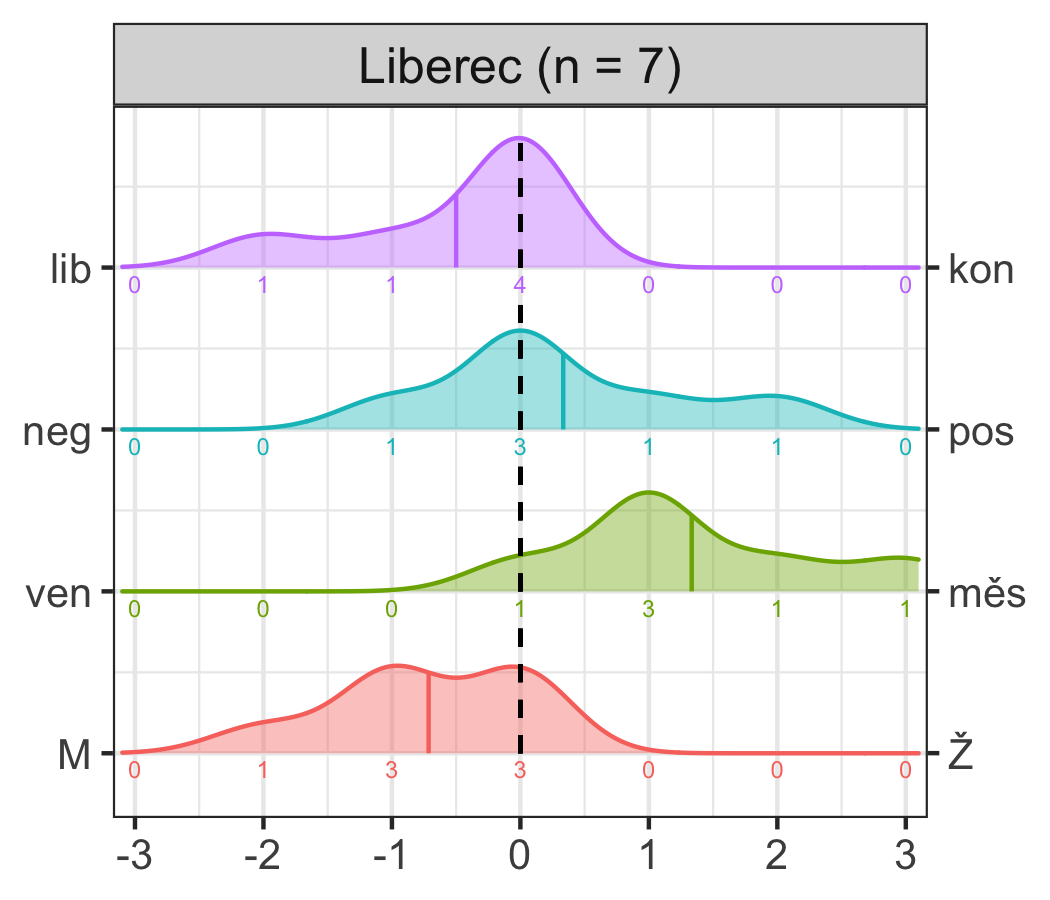 Liberec (n = 7)
lib kon
0 1 1 4 0 0 0
neg pos
0 0 1 3 1 1 0
ven měs
0 0 0 1 3 1 1
M Ž
0 1 3 3 0 0 0
-3 -2 -1 0 1 2 3